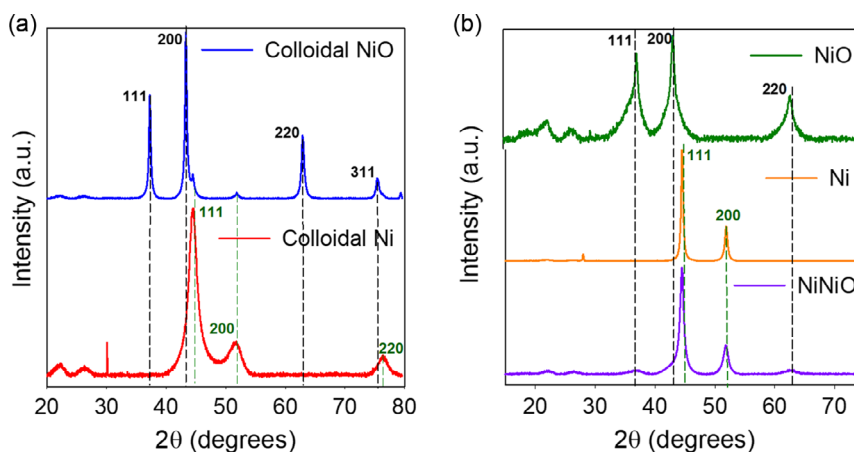 (a)
200
Colloidal NiO
111
220
311
111
Colloidal Ni
200
220
Intensity (a.u.)
20 30 40 50 60 70 80
2θ (degrees)
(b)
111
200
NiO
220
111
Ni
200
NiNiO
Intensity (a.u.)
20 30 40 50 60 70
2θ (degrees)